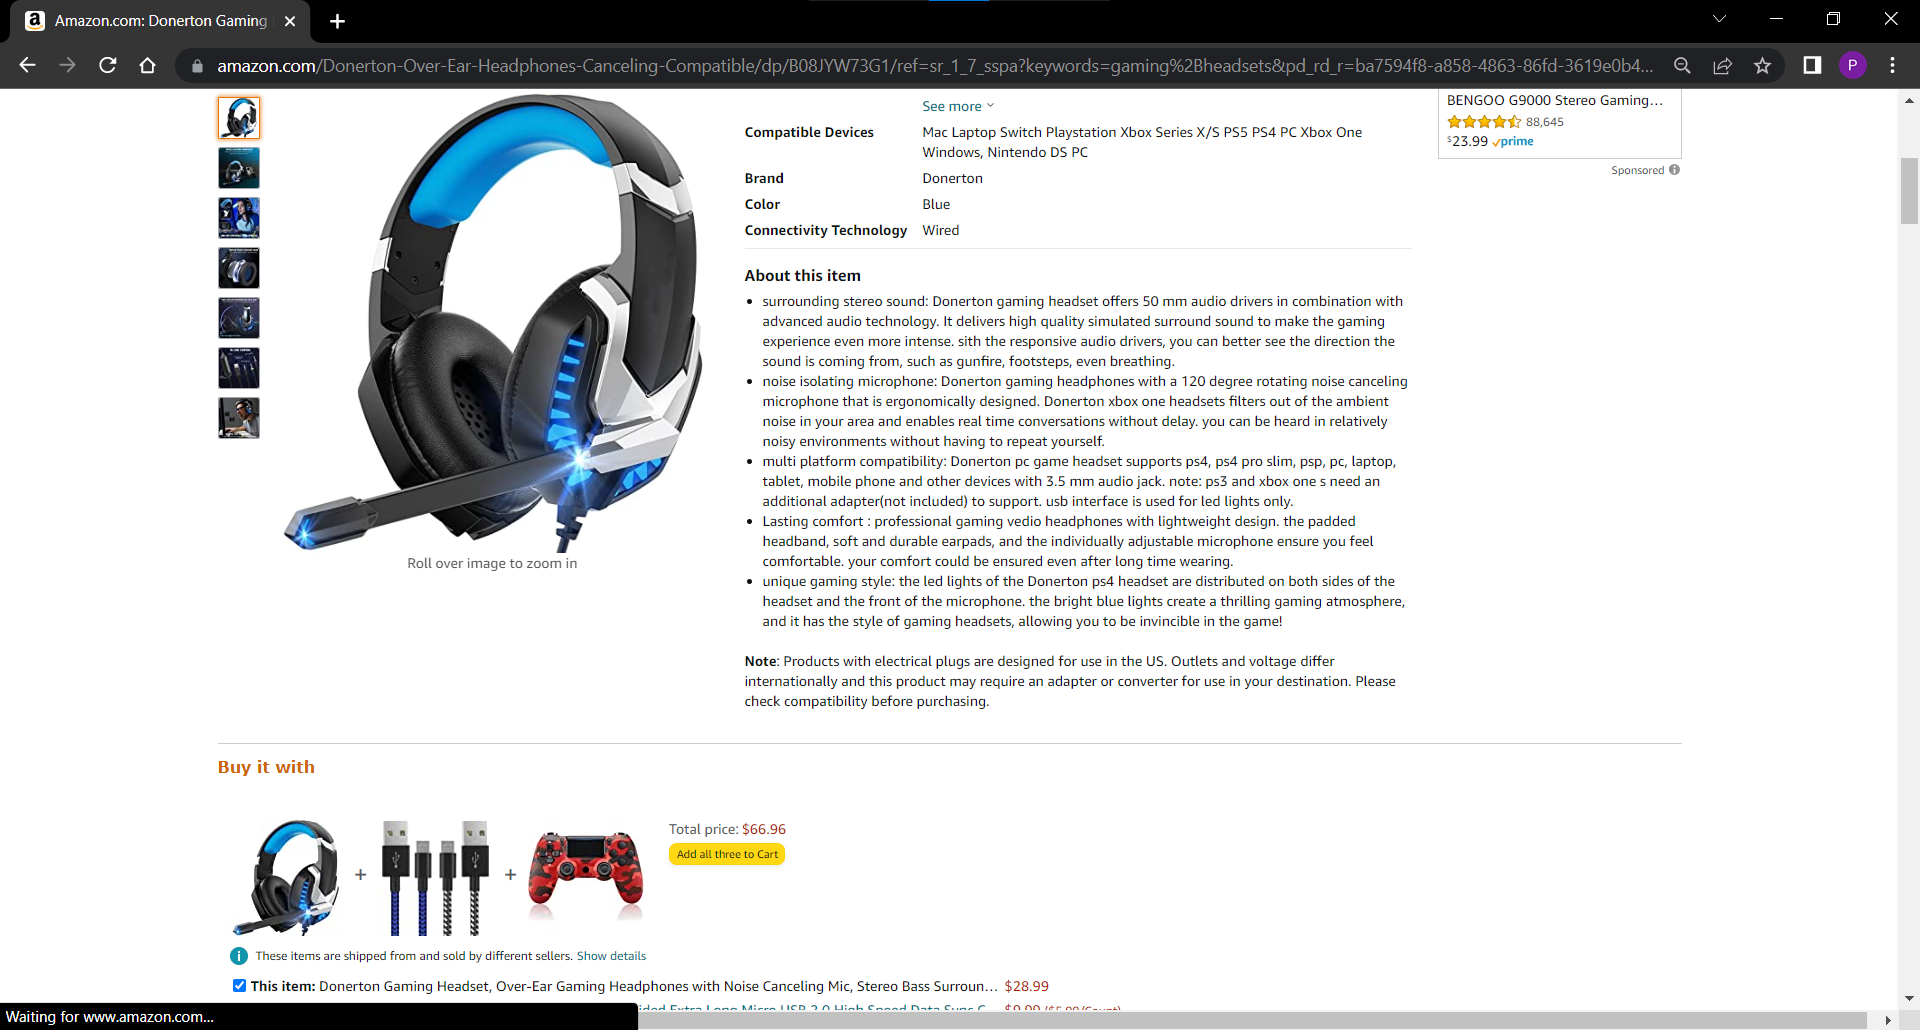 Amazon.com: Donerton Gaming
amazon.com/Donerton-Over-Ear-Headphones-Canceling-Compatible/dp/B08JYW73G1/ref=sr_1_7_sspa?keywords=gaming%2Bheadsets&pd_rd_r=ba7594f8-a858-4863-86fd-3619e0b4...
P
See more
Compatible Devices Mac Laptop Switch Playstation Xbox Series X/S PS5 PS4 PC Xbox One
Windows, Nintendo DS PC
Brand Donerton
Color Blue
Connectivity Technology Wired
BENGOO G9000 Stereo Gaming...
88,645
$23.99 prime
Sponsored
About this item
• surrounding stereo sound: Donerton gaming headset offers 50 mm audio drivers in combination with
advanced audio technology. It delivers high quality simulated surround sound to make the gaming
experience even more intense. sith the responsive audio drivers, you can better see the direction the
sound is coming from, such as gunfire, footsteps, even breathing.
• noise isolating microphone: Donerton gaming headphones with a 120 degree rotating noise canceling
microphone that is ergonomically designed. Donerton xbox one headsets filters out of the ambient
noise in your area and enables real time conversations without delay. you can be heard in relatively
noisy environments without having to repeat yourself.
• multi platform compatibility: Donerton pc game headset supports ps4, ps4 pro slim, psp, pc, laptop,
tablet, mobile phone and other devices with 3.5 mm audio jack. note: ps3 and xbox one s need an
additional adapter(not included) to support. usb interface is used for led lights only.
• Lasting comfort : professional gaming vedio headphones with lightweight design. the padded
headband, soft and durable earpads, and the individually adjustable microphone ensure you feel
comfortable. your comfort could be ensured even after long time wearing.
• unique gaming style: the led lights of the Donerton ps4 headset are distributed on both sides of the
headset and the front of the microphone. the bright blue lights create a thrilling gaming atmosphere,
and it has the style of gaming headsets, allowing you to be invincible in the game!
Note: Products with electrical plugs are designed for use in the US. Outlets and voltage differ
internationally and this product may require an adapter or converter for use in your destination. Please
check compatibility before purchasing.
Roll over image to zoom in
Buy it with
Total price: $66.96
Add all three to Cart
These items are shipped from and sold by different sellers. Show details
This item: Donerton Gaming Headset, Over-Ear Gaming Headphones with Noise Canceling Mic, Stereo Bass Surroun... $28.99
Extra Long Micro USB 2.0 High Speed Data Sync C... $9.99 ($5.00/Count)
Waiting for www.amazon.com...